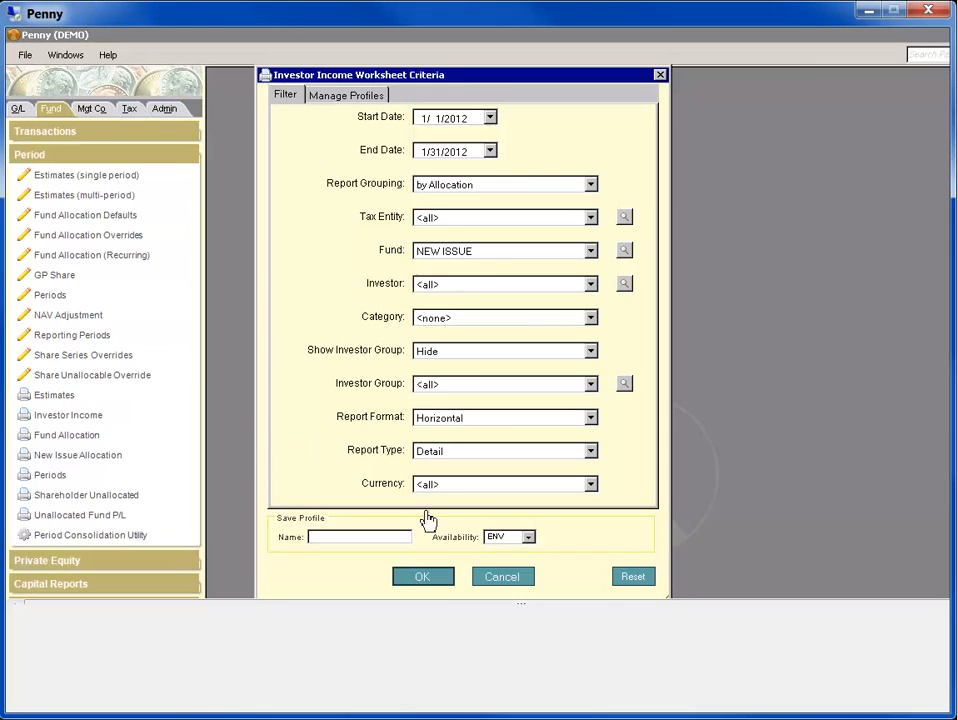 Penny
Penny (DEMO)
File Windows Help
Search Pe
G/L Fund Mgt Co Tax Admin
Transactions
Period
Estimates (single period)
Estimates (multi-period)
Fund Allocation Defaults
Fund Allocation Overrides
Fund Allocation (Recurring)
GP Share
Periods
NAV Adjustment
Reporting Periods
Share Series Overrides
Share Unallocable Override
Estimates
Investor Income
Fund Allocation
New Issue Allocation
Periods
Shareholder Unallocated
Unallocated Fund P/L
Period Consolidation Utility
Private Equity
Capital Reports
Investor Income Worksheet Criteria
Filter Manage Profiles
Start Date: 1/ 1/2012
End Date: 1/31/2012
Report Grouping: by Allocation
Tax Entity: <all>
Fund: NEW ISSUE
Investor: <all>
Category: <none>
Show Investor Group: Hide
Investor Group: <all>
Report Format: Horizontal
Report Type: Detail
Currency: <all>
Save Profile
Name: Availability: ENV
OK Cancel Reset